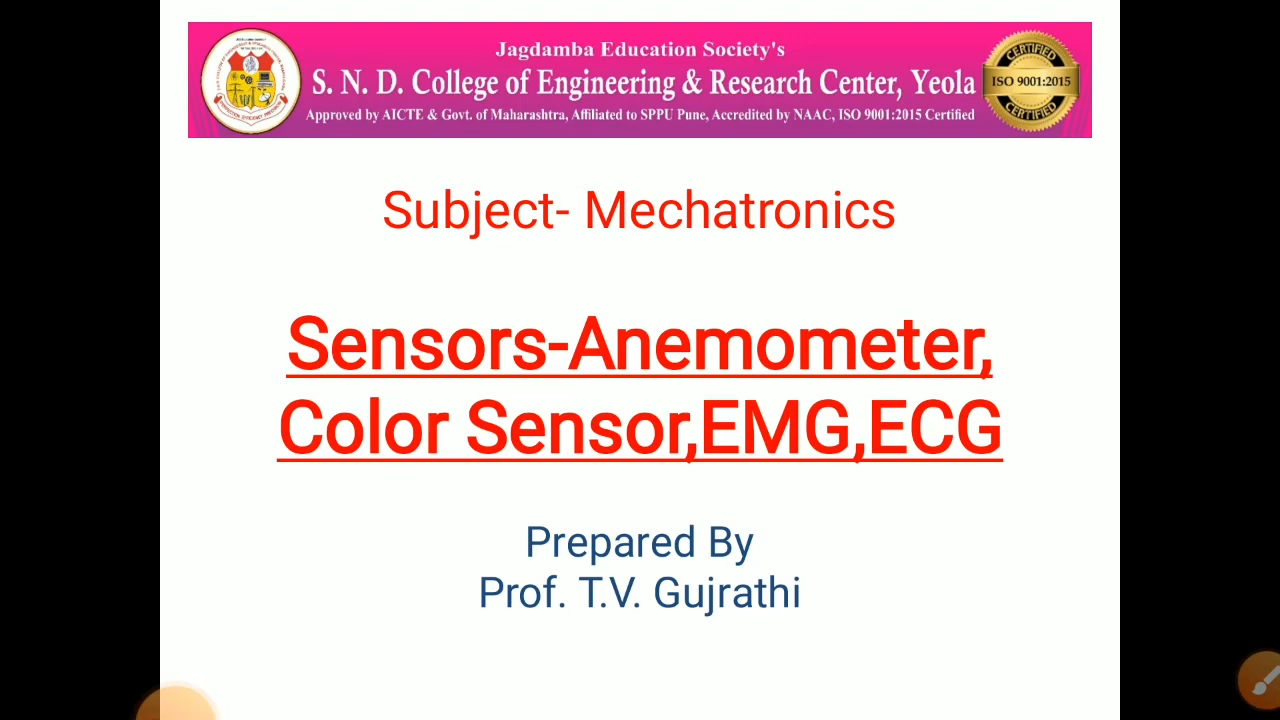 Jagdamba Education Society's
S. N. D. College of Engineering & Research Center, Yeola
Approved by AICTE & Govt. of Maharashtra, Affiliated to SPPU Pune, Accredited by NAAC, ISO 9001:2015 Certified
CERTIFIED
ISO 9001:2015
CERTIFIED
Subject- Mechatronics
Sensors-Anemometer,
Color Sensor,EMG,ECG
Prepared By
Prof. T.V. Gujrathi